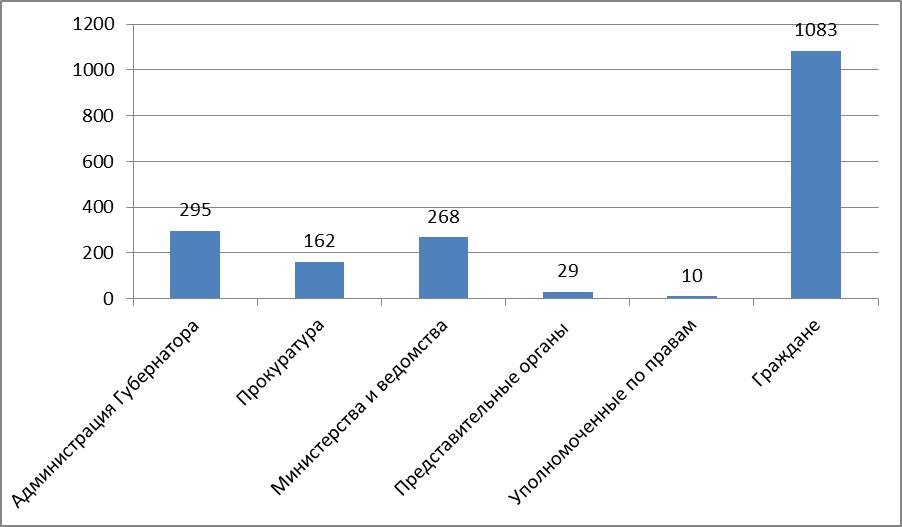 1200
1000
800
600
400
200
0
295
162
268
29
10
1083
Администрация Губернатора
Прокуратура
Министерства и ведомства
Представительные органы
Уполномоченные по правам
Граждане